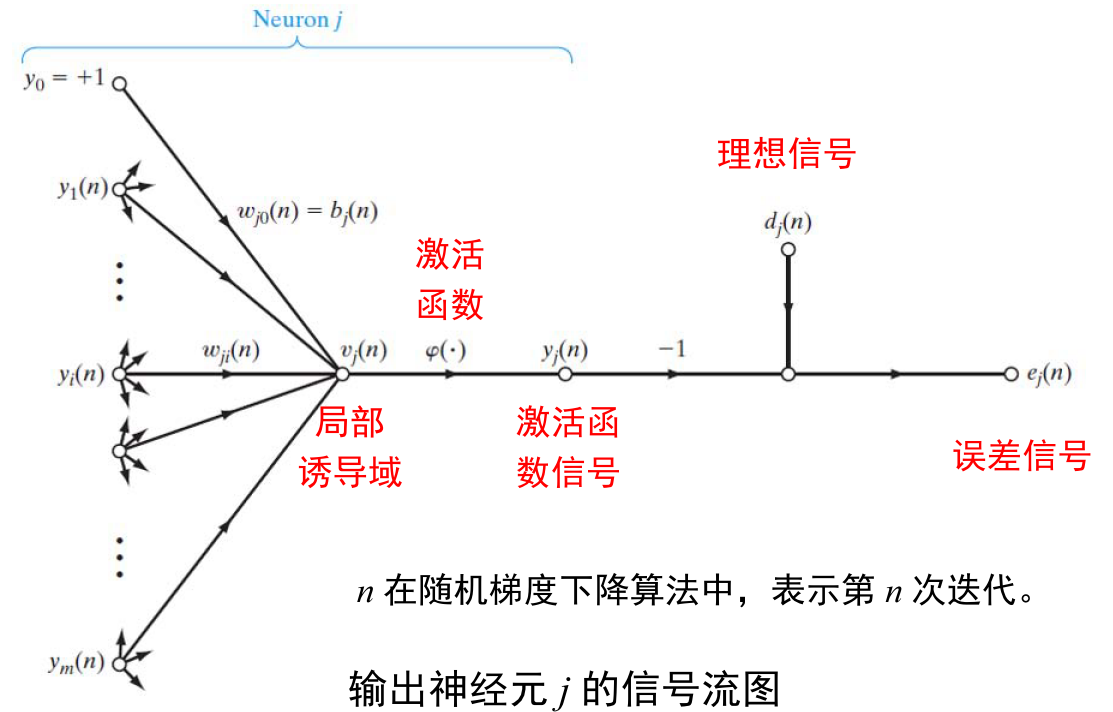 Neuron j
y₀ = +1
理想信号
y₁(n)
wⱼ₀(n) = bⱼ(n)
dⱼ(n)
激活
函数
⋮
wⱼᵢ(n)
vⱼ(n)
φ(·)
yⱼ(n)
−1
yᵢ(n)
eⱼ(n)
局部
诱导域
激活函
数信号
误差信号
⋮
n 在随机梯度下降算法中，表示第 n 次迭代。
yₘ(n)
输出神经元 j 的信号流图